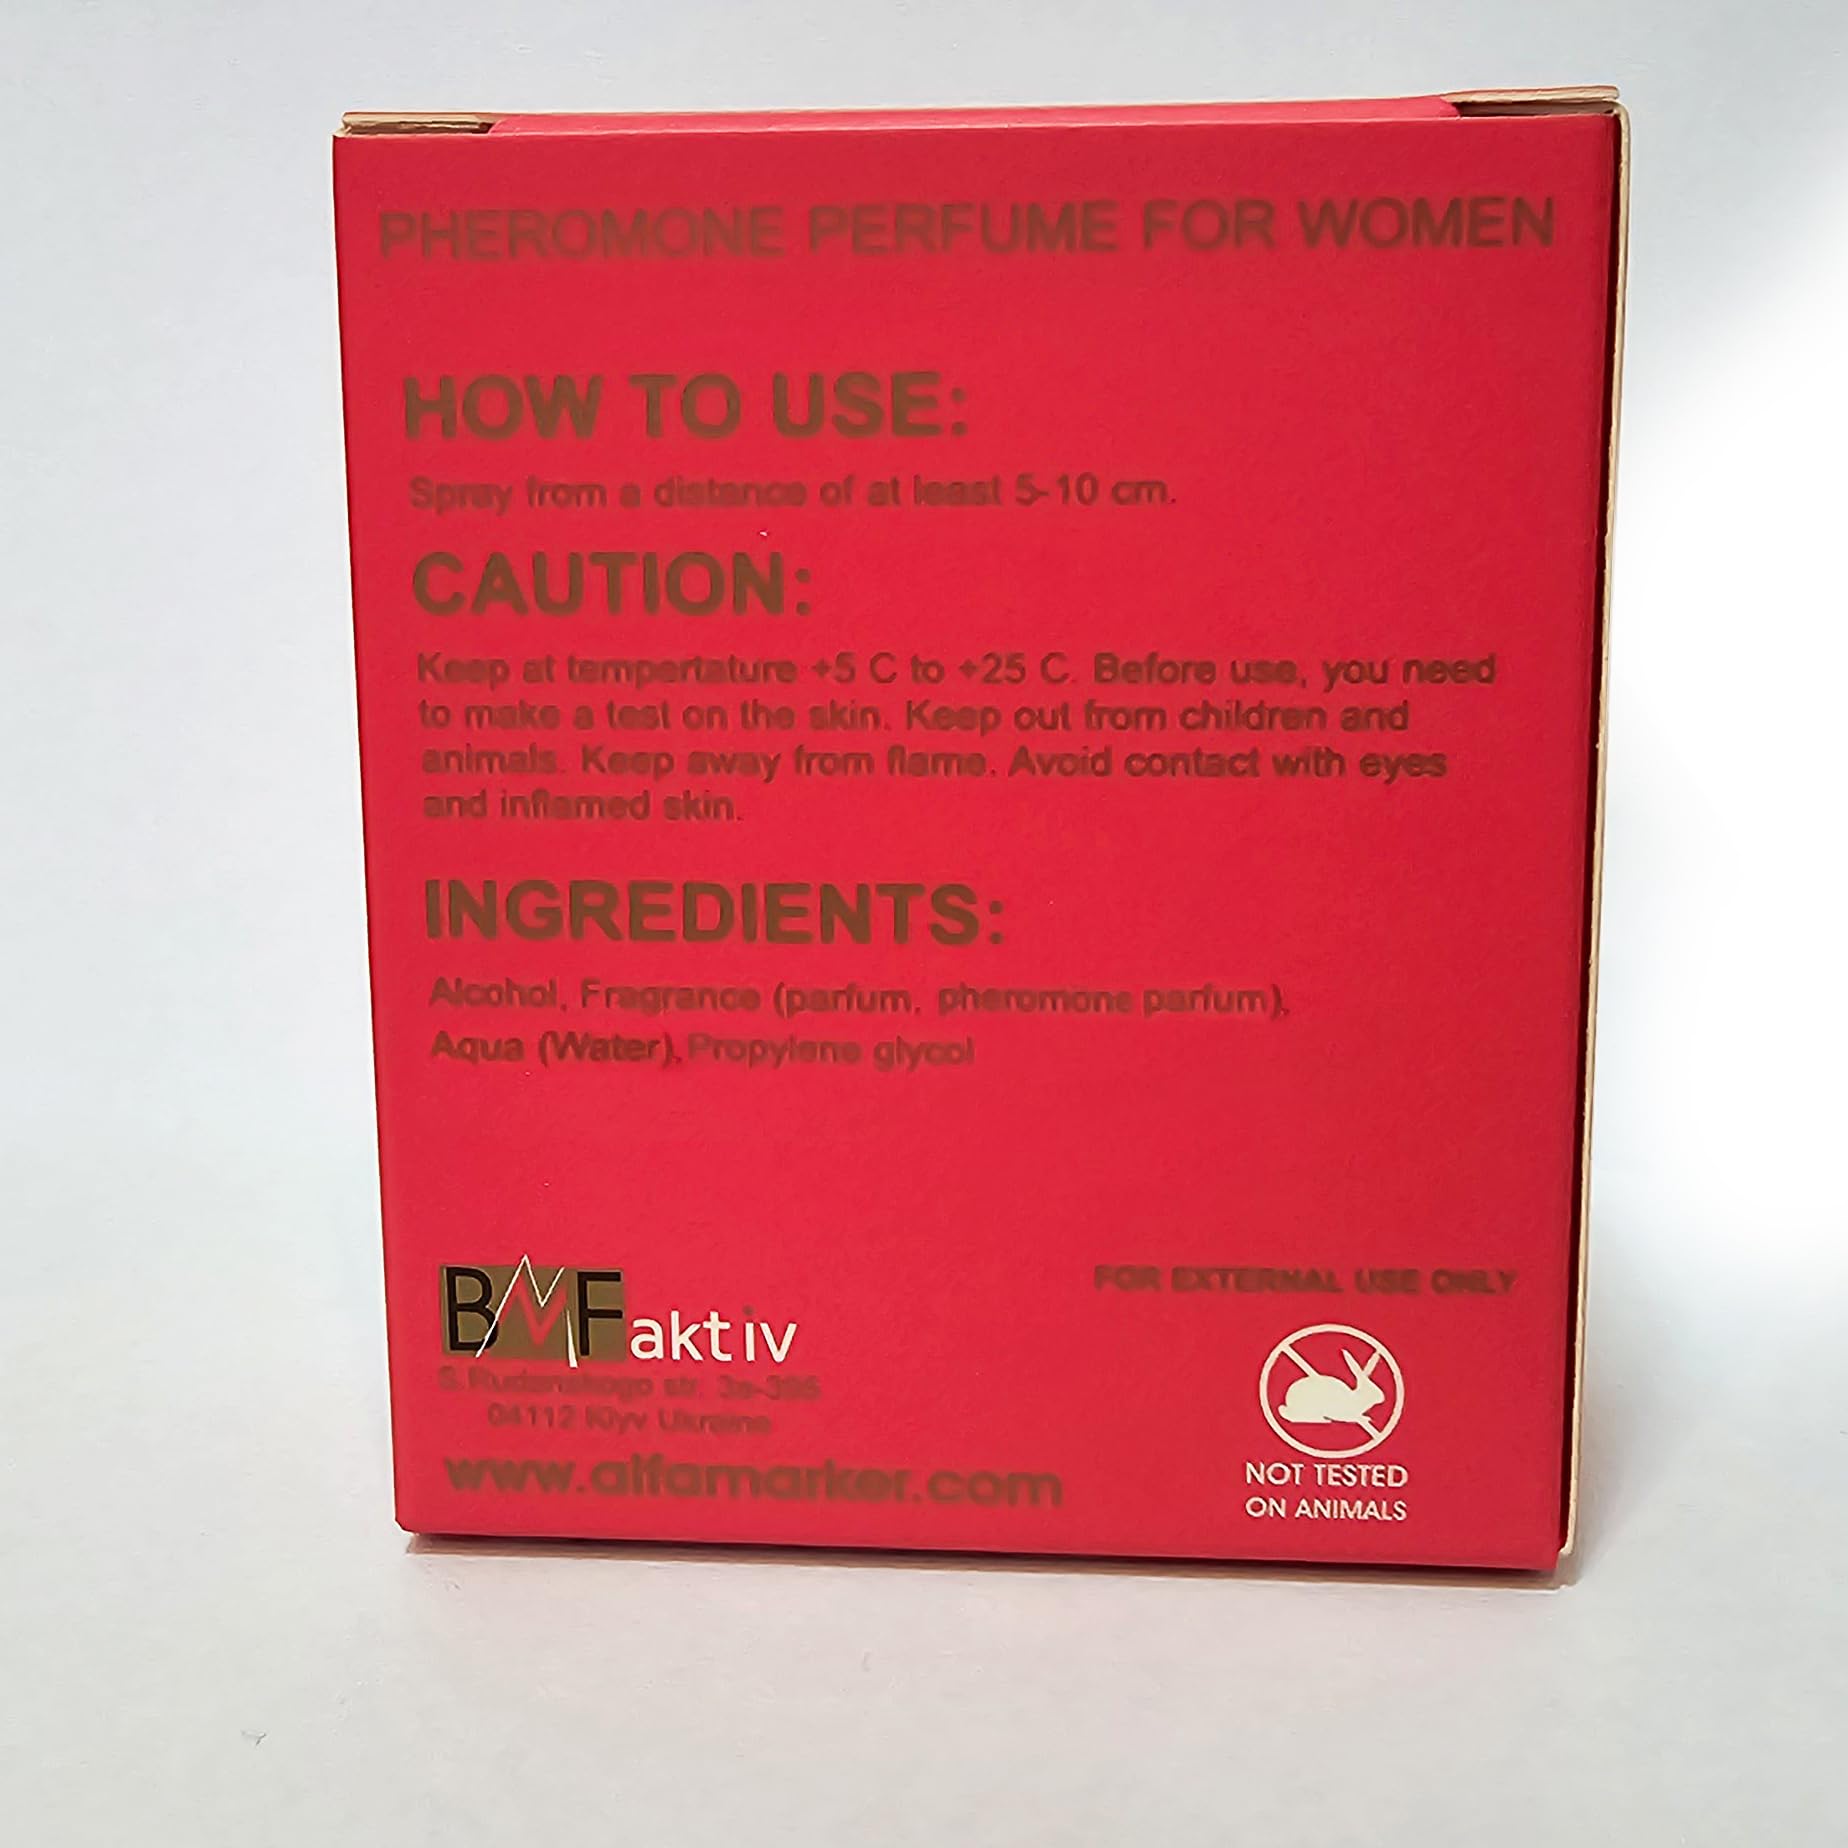 PHEROMONE PERFUME FOR WOMEN
HOW TO USE:
Spray from a distance of at least 5-10 cm.
CAUTION:
Keep at tempertature +5 C to +25 C. Before use, you need
to make a test on the skin. Keep out from children and
animals. Keep away from flame. Avoid contact with eyes
and inflamed skin.
INGREDIENTS:
Alcohol, Fragrance (parfum, pheromone parfum),
Aqua (Water), Propylene glycol
FOR EXTERNAL USE ONLY
BMF aktiv
str.
04112 Kiyv Ukraine
www.alfamarker.com
NOT TESTED
ON ANIMALS